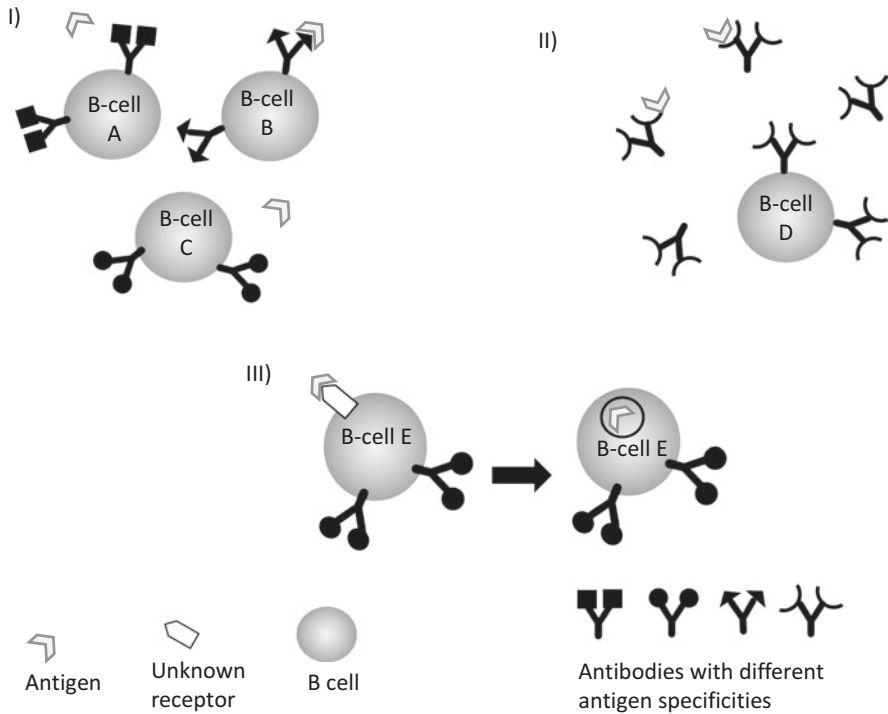 I)
B-cell
A
B-cell
B
B-cell
C
II)
B-cell
D
III)
B-cell E
B-cell E
Antigen
Unknown
receptor
B cell
Antibodies with different
antigen specificities